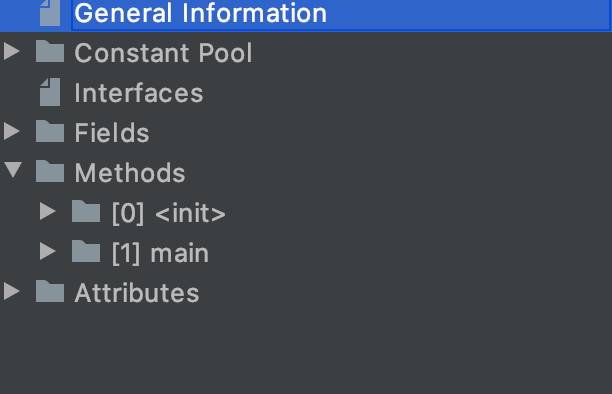 General Information
Constant Pool
Interfaces
Fields
Methods
[0] <init>
[1] main
Attributes